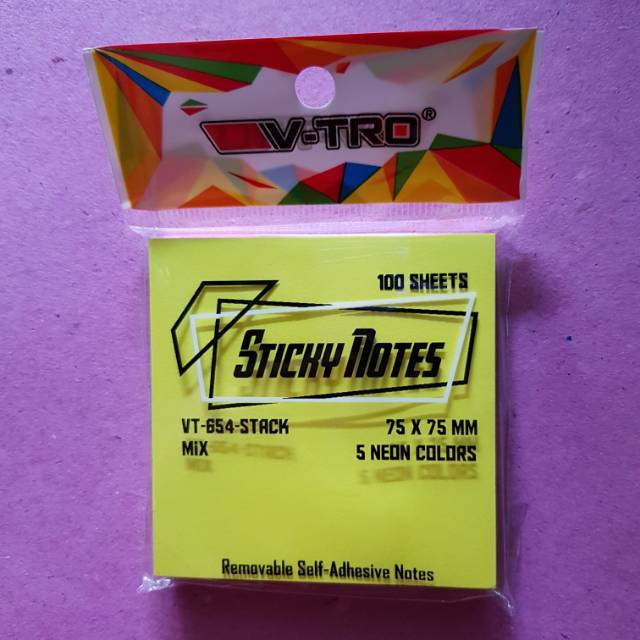 V-TRO®
100 SHEETS
STICKY NOTES
VT-654-STACK 75 X 75 MM
MIX 5 NEON COLORS
Removable Self-Adhesive Notes